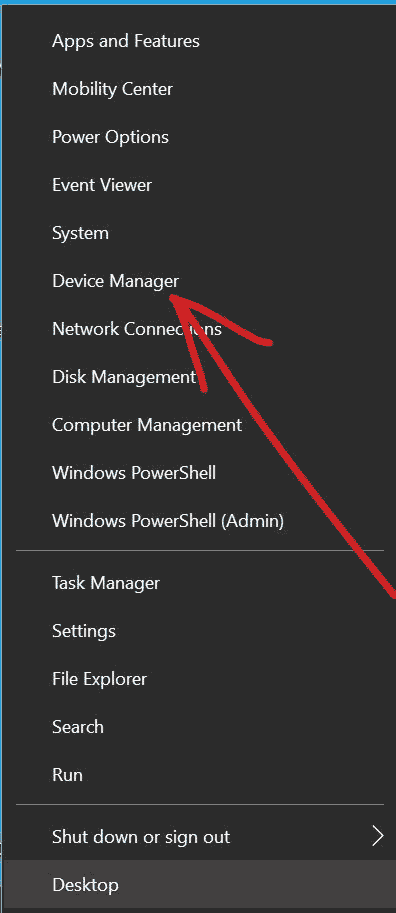 Apps and Features
Mobility Center
Power Options
Event Viewer
System
Device Manager
Network Connections
Disk Management
Computer Management
Windows PowerShell
Windows PowerShell (Admin)
Task Manager
Settings
File Explorer
Search
Run
Shut down or sign out
Desktop